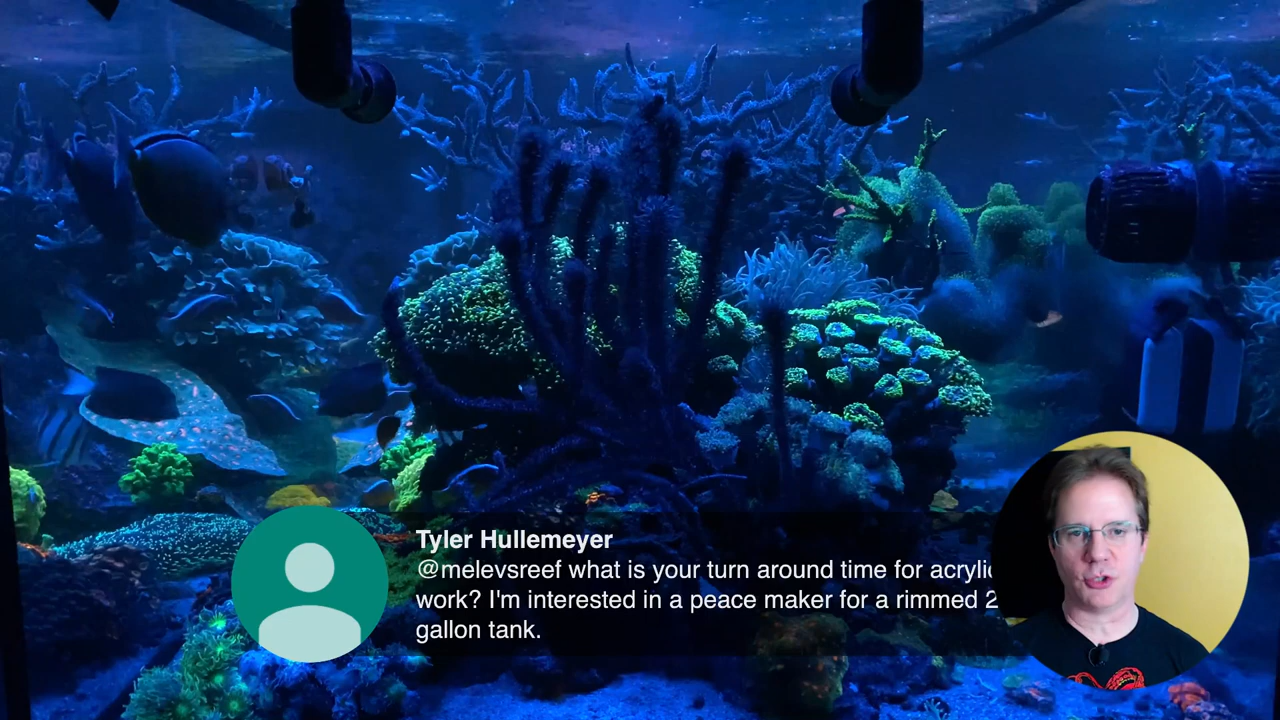 Tyler Hullemeyer
@melevsreef what is your turn around time for
work? I'm interested in a peace maker for a rimmed
gallon tank.